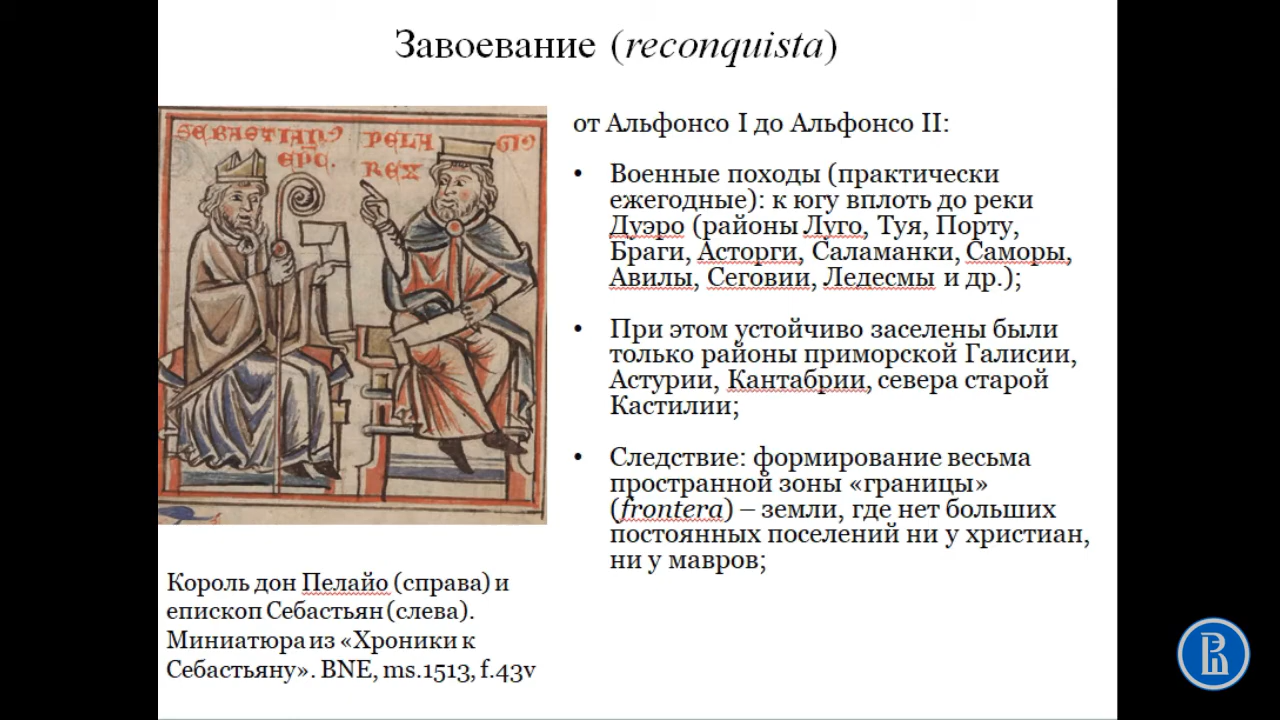 Завоевание (reconquista)
SEBASTIANꝰ
EPC.
PELA GIꝰ
REX
от Альфонсо I до Альфонсо II:
• Военные походы (практически
ежегодные): к югу вплоть до реки
Дуэро (районы Луго, Туя, Порту,
Браги, Асторги, Саламанки, Саморы,
Авилы, Сеговии, Ледесмы и др.);
• При этом устойчиво заселены были
только районы приморской Галисии,
Астурии, Кантабрии, севера старой
Кастилии;
• Следствие: формирование весьма
пространной зоны «границы»
(frontera) – земли, где нет больших
постоянных поселений ни у христиан,
ни у мавров;
Король дон Пелайо (справа) и
епископ Себастьян (слева).
Миниатюра из «Хроники к
Себастьяну». BNE, ms.1513, f.43v